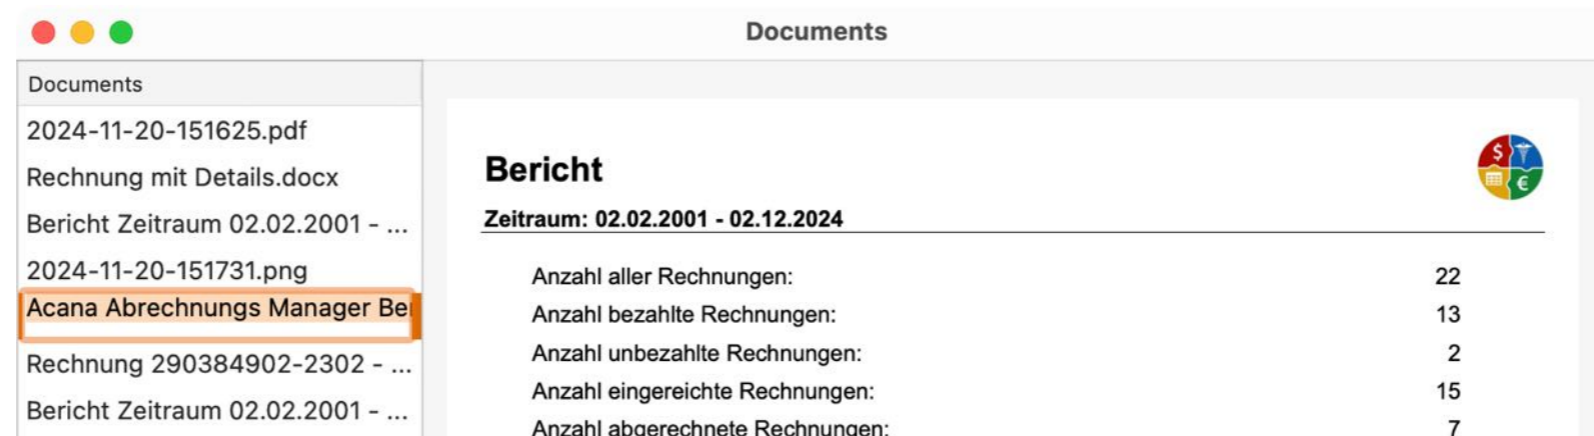 Documents
Documents
2024-11-20-151625.pdf
Rechnung mit Details.docx
Bericht Zeitraum 02.02.2001 - ...
2024-11-20-151731.png
Acana Abrechnungs Manager Ber
Rechnung 290384902-2302 - ...
Bericht Zeitraum 02.02.2001 - ...
Bericht
$
€
Zeitraum: 02.02.2001 - 02.12.2024
Anzahl aller Rechnungen: 22
Anzahl bezahlte Rechnungen: 13
Anzahl unbezahlte Rechnungen: 2
Anzahl eingereichte Rechnungen: 15
Anzahl abgerechnete Rechnungen: 7